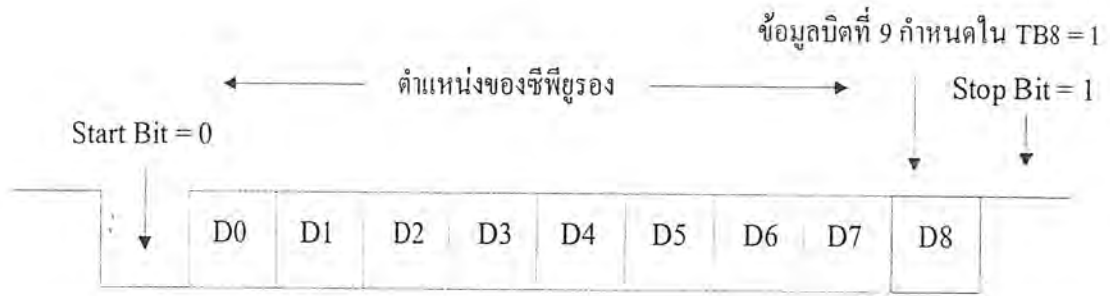 ข้อมูลบิตที่ 9 กำหนดใน TB8 = 1
ตำแหน่งของซีพียูรอง
Stop Bit = 1
Start Bit = 0
D0 D1 D2 D3 D4 D5 D6 D7 D8